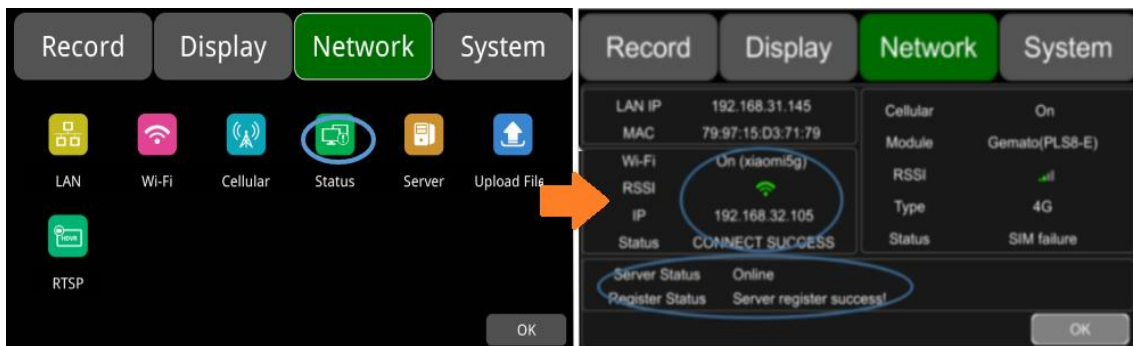 Record Display Network System
LAN Wi-Fi Cellular Status Server Upload File
HDVR
RTSP
OK
Record Display Network System
LAN IP 192.168.31.145
MAC 79:97:15:D3:71:79
Wi-Fi On (xiaomi5g)
RSSI
IP 192.168.32.105
Status CONNECT SUCCESS
Cellular On
Module Gemato(PLS8-E)
RSSI
Type 4G
Status SIM failure
Server Status Online
Register Status Server register success!
OK